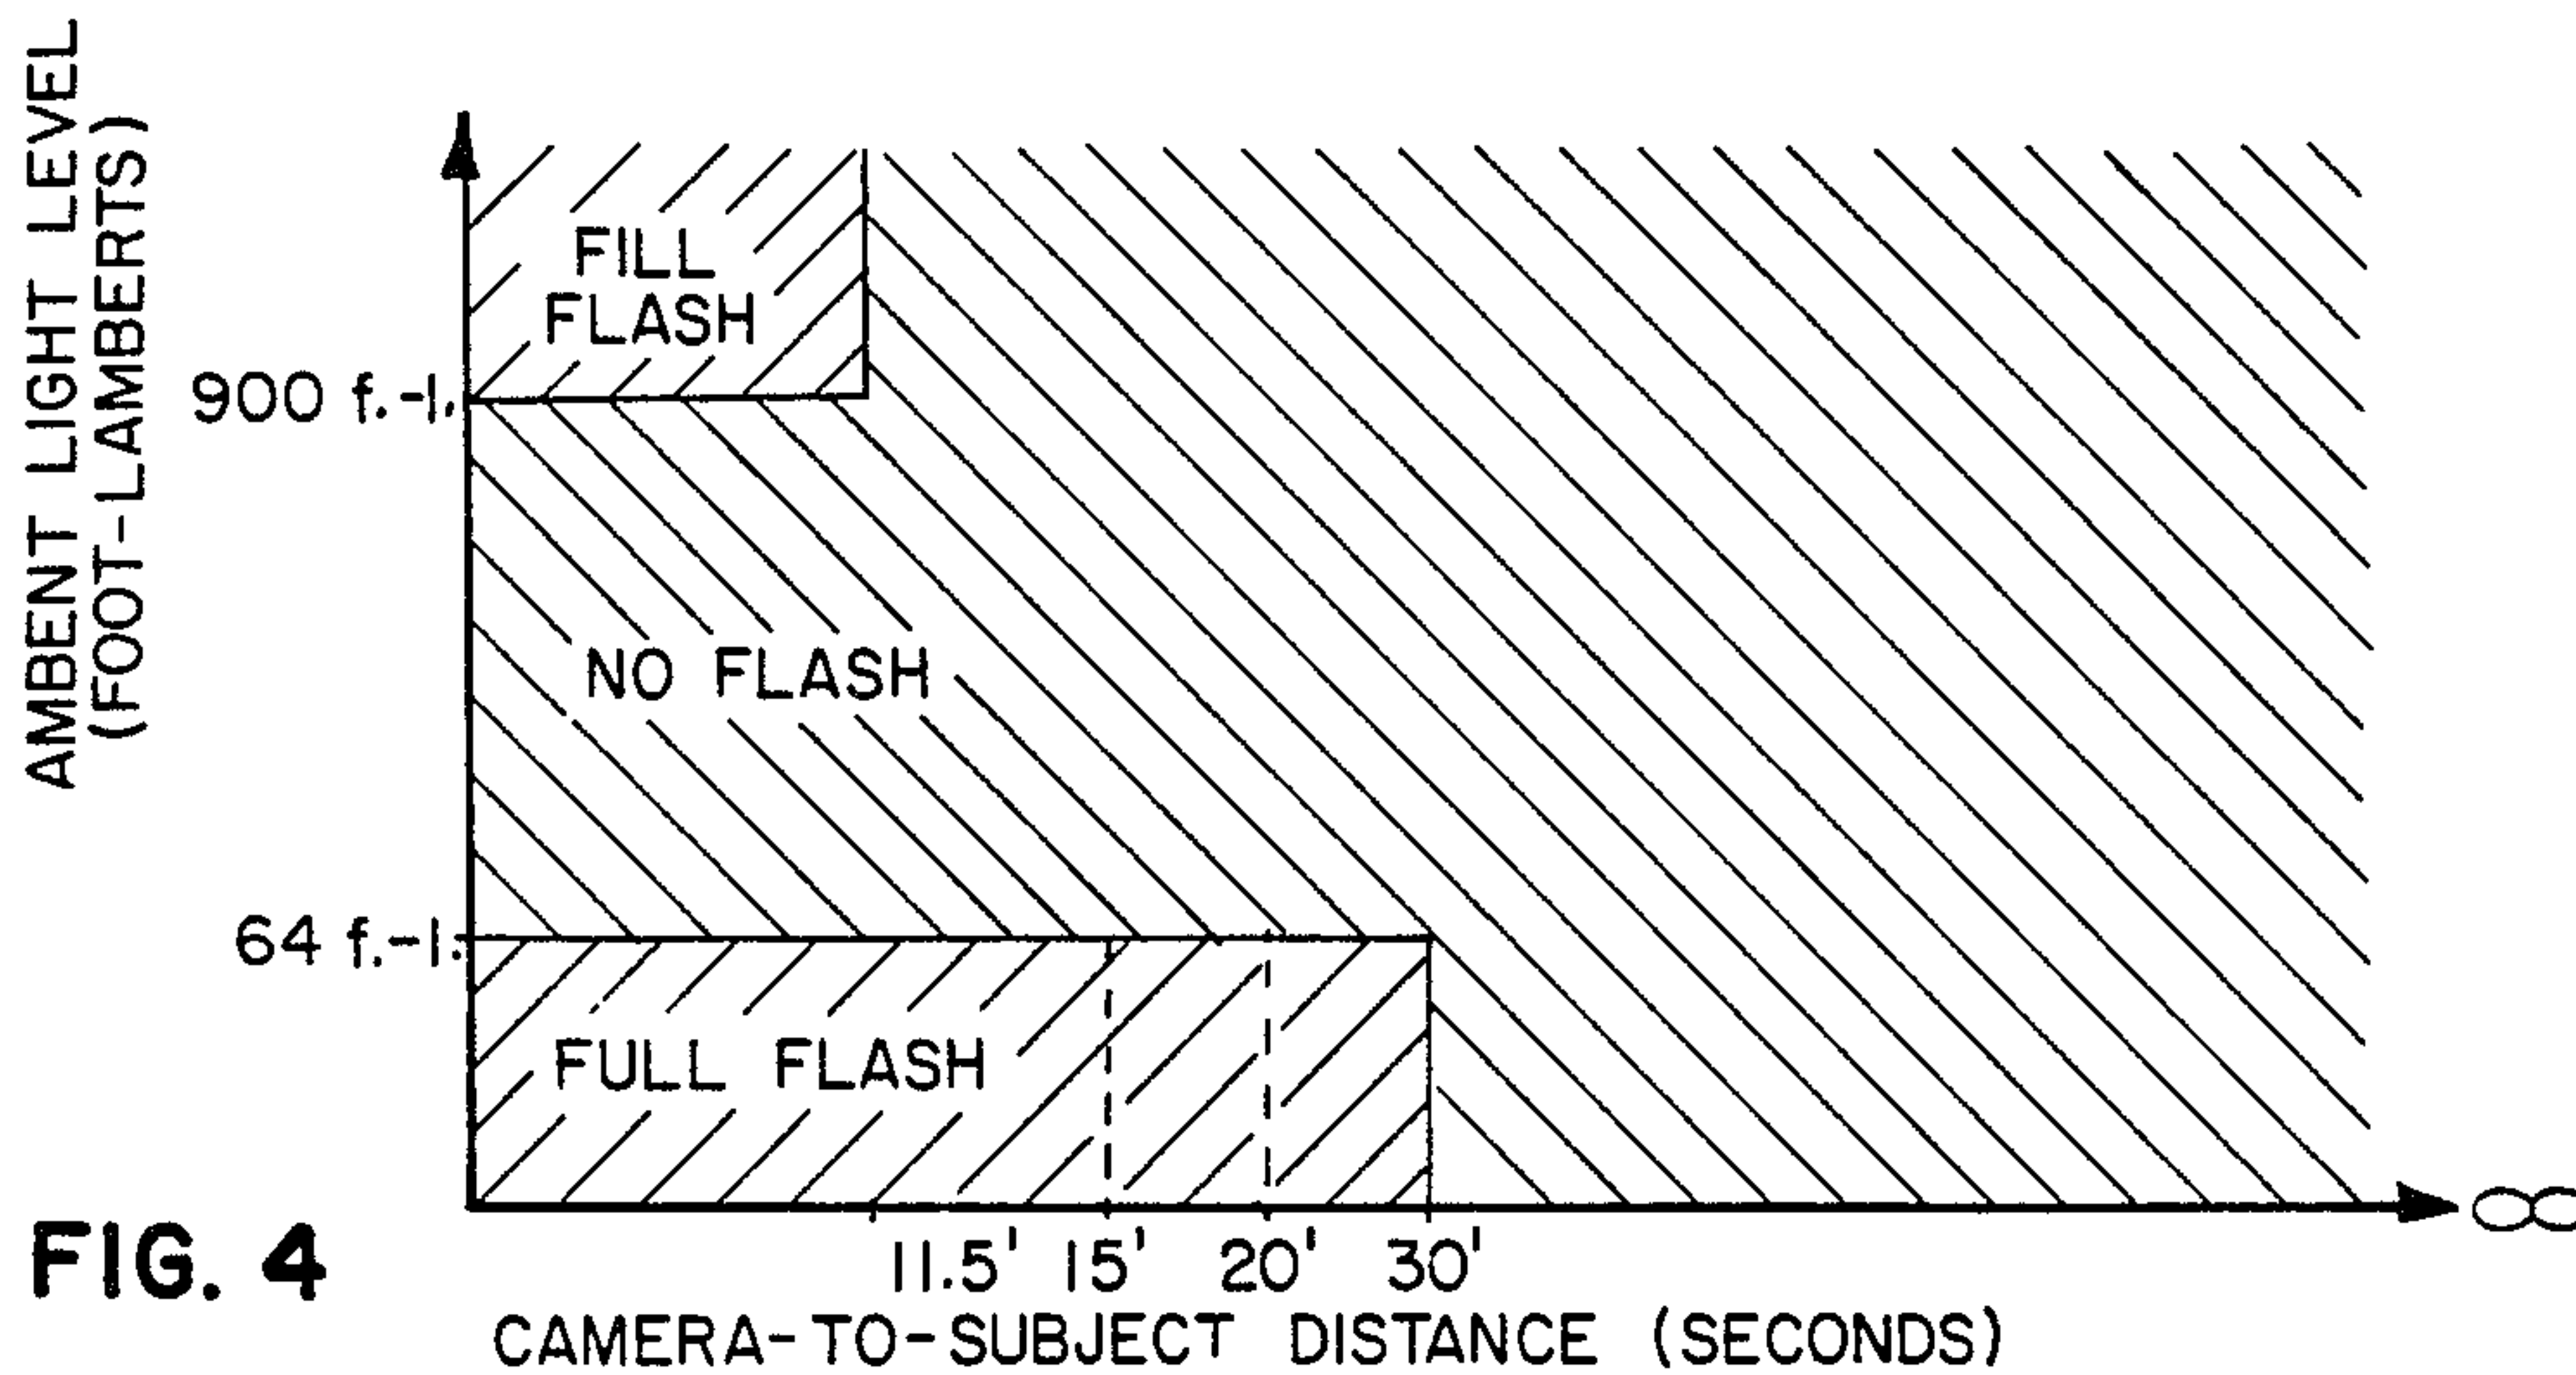 AMBENT LIGHT LEVEL
(FOOT-LAMBERTS)
FILL
FLASH
900 f.-l.
NO FLASH
64 f.-l.
FULL FLASH
∞
11.5' 15' 20' 30'
FIG. 4
CAMERA-TO-SUBJECT DISTANCE (SECONDS)